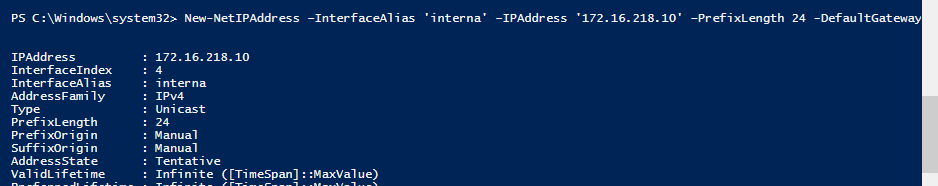 PS C:\Windows\system32> New-NetIPAddress –InterfaceAlias 'interna' –IPAddress '172.16.218.10' –PrefixLength 24 –DefaultGateway
IPAddress         : 172.16.218.10
InterfaceIndex    : 4
InterfaceAlias    : interna
AddressFamily     : IPv4
Type              : Unicast
PrefixLength      : 24
PrefixOrigin      : Manual
SuffixOrigin      : Manual
AddressState      : Tentative
ValidLifetime     : Infinite ([TimeSpan]::MaxValue)
PreferredLifetime : Infinite ([TimeSpan]::MaxValue)